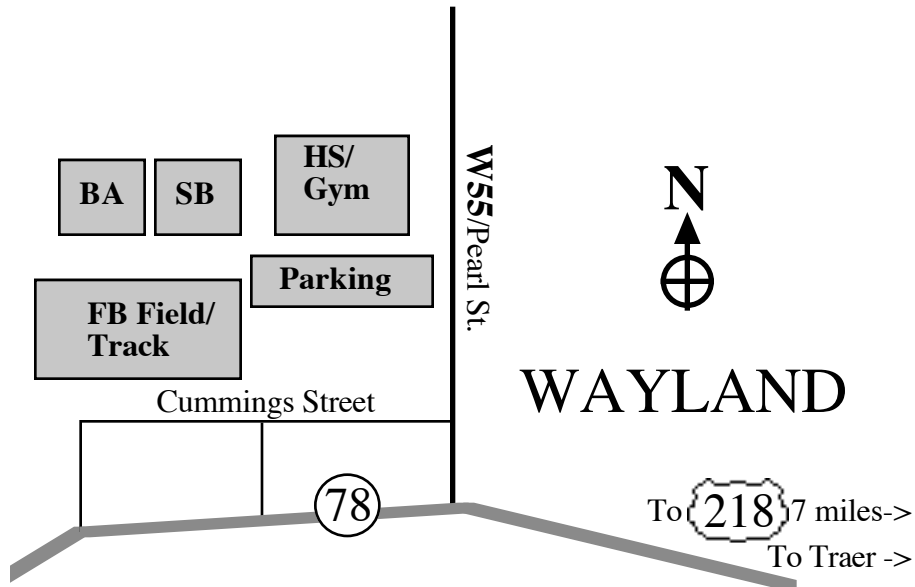 HS/
Gym
BA
SB
W55/Pearl St.
N
Parking
FB Field/
Track
WAYLAND
Cummings Street
78
To 218 7 miles->
To Traer ->